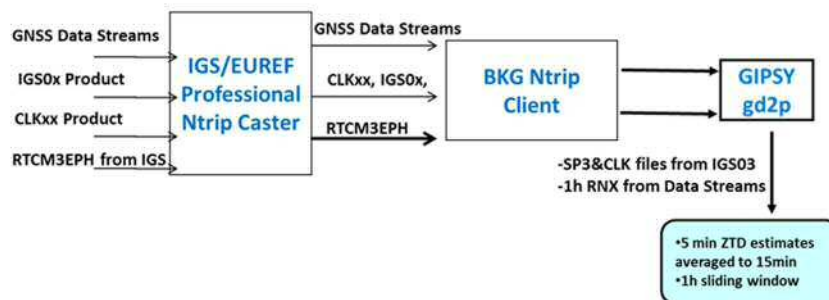 GNSS Data Streams
IGS0x Product
CLKxx Product
RTCM3EPH from IGS
IGS/EUREF
Professional
Ntrip Caster
GNSS Data Streams
CLKxx, IGS0x,
RTCM3EPH
BKG Ntrip
Client
GIPSY
gd2p
-SP3&CLK files from IGS03
-1h RNX from Data Streams
•5 min ZTD estimates
averaged to 15min
•1h sliding window